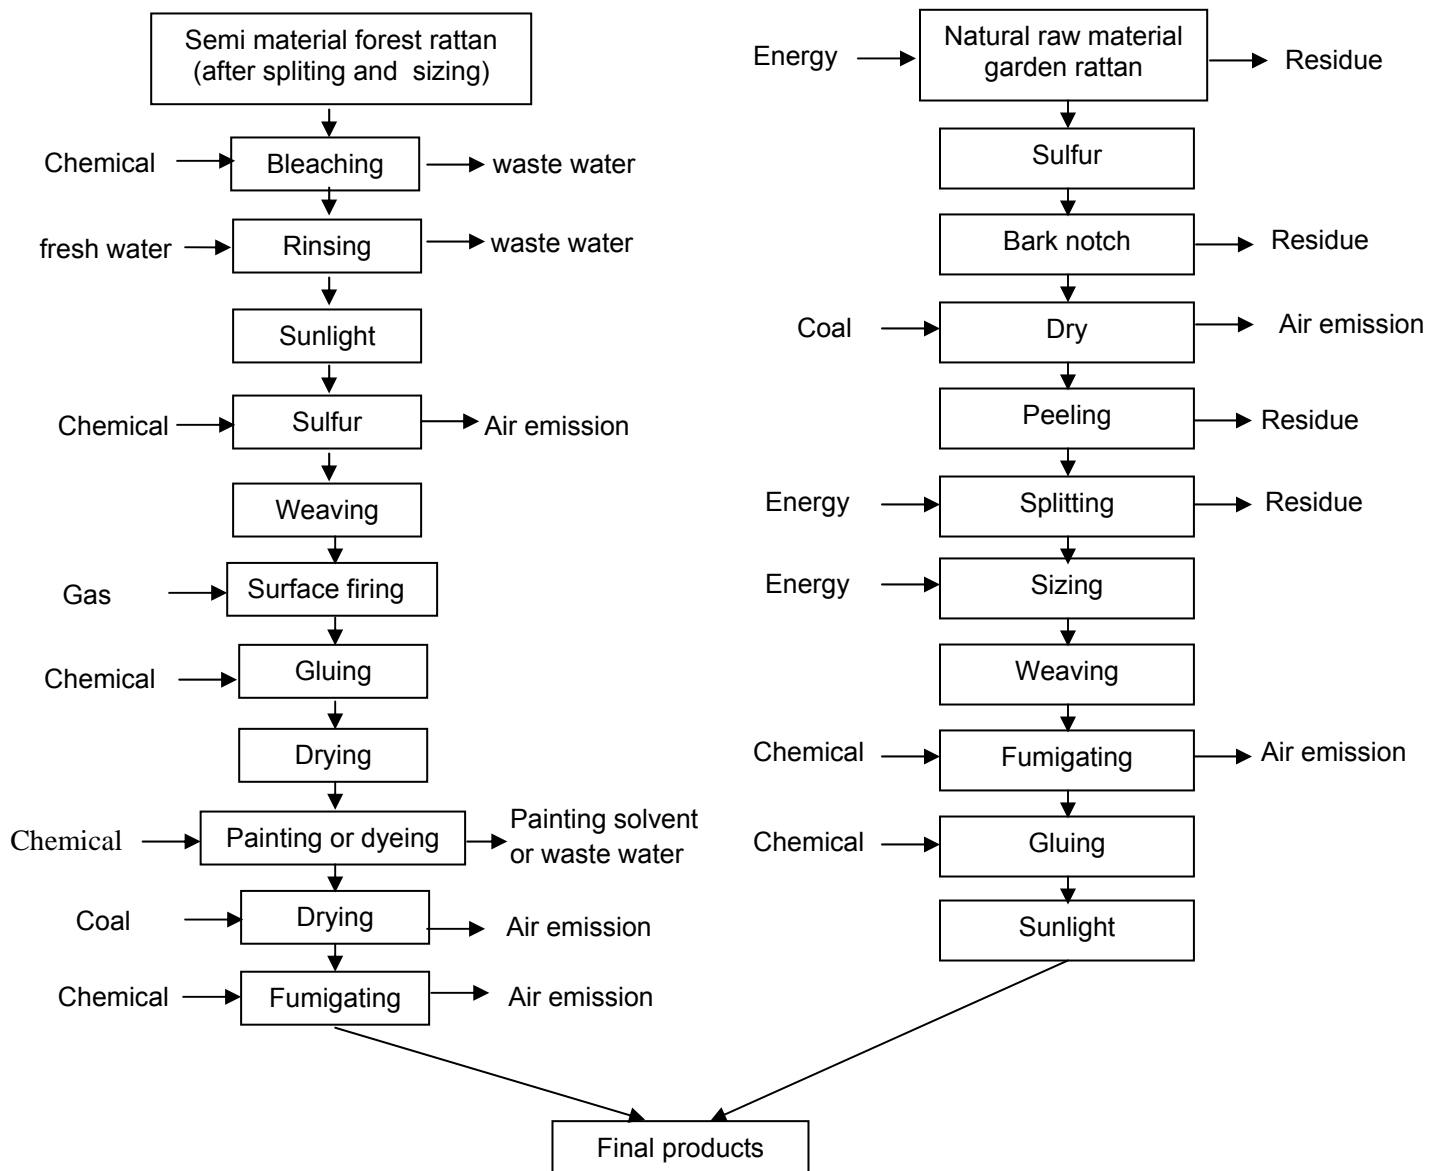 Semi material forest rattan
(after spliting and  sizing)
Chemical
Bleaching
waste water
fresh water
Rinsing
waste water
Sunlight
Chemical
Sulfur
Air emission
Weaving
Gas
Surface firing
Chemical
Gluing
Drying
Chemical
Painting or dyeing
Painting solvent
or waste water
Coal
Drying
Air emission
Chemical
Fumigating
Air emission
Energy
Natural raw material
garden rattan
Residue
Sulfur
Bark notch
Residue
Coal
Dry
Air emission
Peeling
Residue
Energy
Splitting
Residue
Energy
Sizing
Weaving
Chemical
Fumigating
Air emission
Chemical
Gluing
Sunlight
Final products